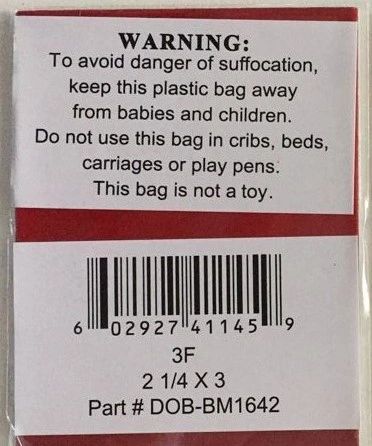 WARNING:
To avoid danger of suffocation,
keep this plastic bag away
from babies and children.
Do not use this bag in cribs, beds,
carriages or play pens.
This bag is not a toy.
6 02927 41145 9
3F
2 1/4 X 3
Part # DOB-BM1642